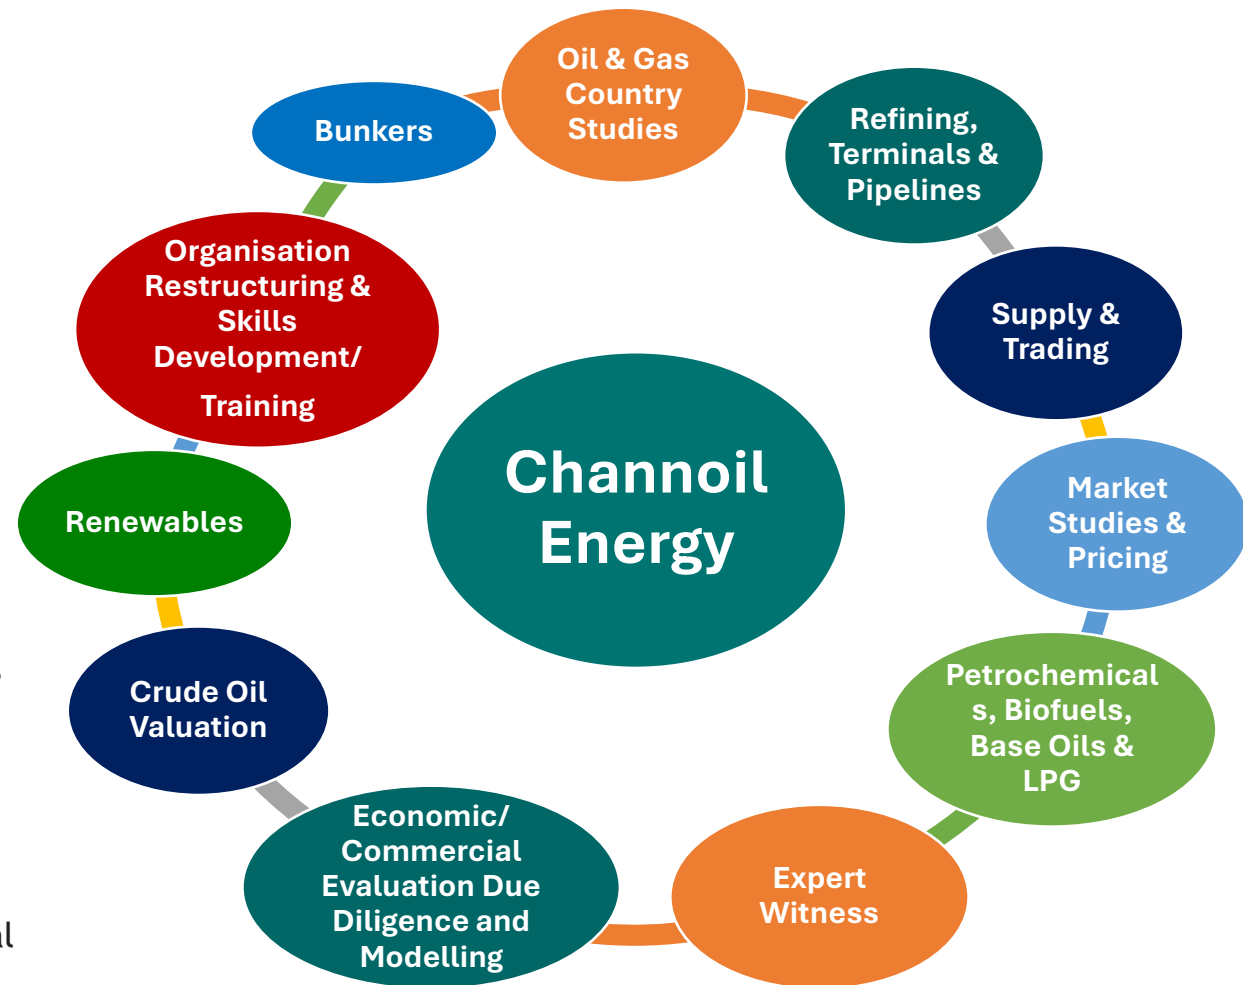 Oil & Gas
Country
Studies
Refining,
Terminals &
Pipelines
Supply &
Trading
Market
Studies &
Pricing
Petrochemical
s, Biofuels,
Base Oils &
LPG
Expert
Witness
Economic/
Commercial
Evaluation Due
Diligence and
Modelling
Crude Oil
Valuation
Renewables
Organisation
Restructuring &
Skills
Development/
Training
Bunkers
Channoil
Energy